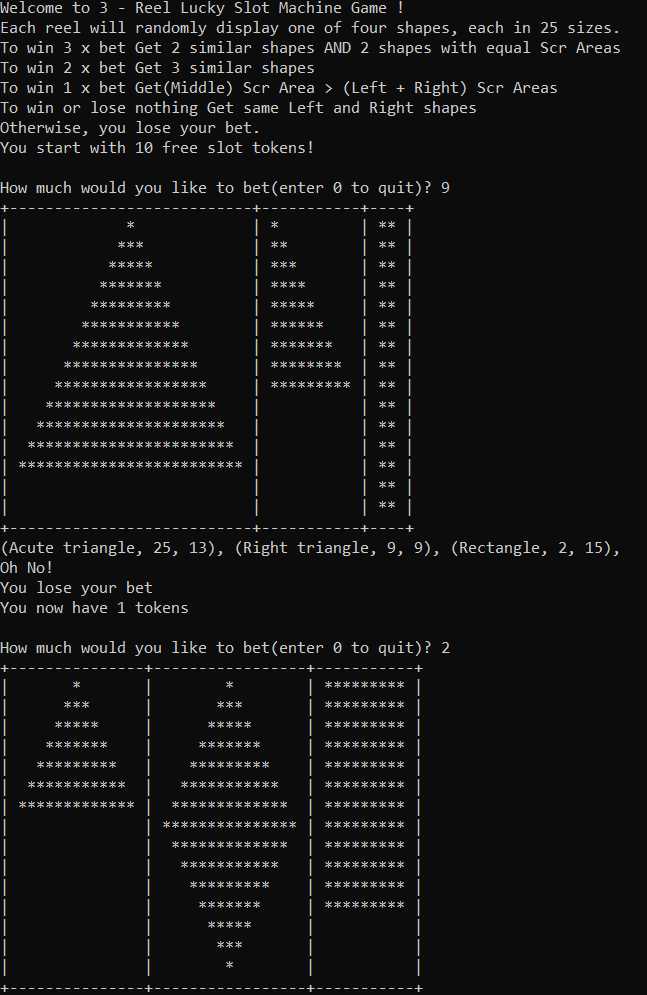 Welcome to 3 - Reel Lucky Slot Machine Game !
Each reel will randomly display one of four shapes, each in 25 sizes.
To win 3 x bet Get 2 similar shapes AND 2 shapes with equal Scr Areas
To win 2 x bet Get 3 similar shapes
To win 1 x bet Get(Middle) Scr Area > (Left + Right) Scr Areas
To win or lose nothing Get same Left and Right shapes
Otherwise, you lose your bet.
You start with 10 free slot tokens!

How much would you like to bet(enter 0 to quit)? 9
+---------------------------+-----------+----+
|             *             | *         | ** |
|            ***            | **        | ** |
|           *****           | ***       | ** |
|          *******          | ****      | ** |
|         *********         | *****     | ** |
|        ***********        | ******    | ** |
|       *************       | *******   | ** |
|      ***************      | ********  | ** |
|     *****************     | ********* | ** |
|    *******************    |           | ** |
|   *********************   |           | ** |
|  ***********************  |           | ** |
| ************************* |           | ** |
|                           |           | ** |
|                           |           | ** |
+---------------------------+-----------+----+
(Acute triangle, 25, 13), (Right triangle, 9, 9), (Rectangle, 2, 15),
Oh No!
You lose your bet
You now have 1 tokens

How much would you like to bet(enter 0 to quit)? 2
+---------------+-----------------+-----------+
|       *       |        *        | ********* |
|      ***      |       ***       | ********* |
|     *****     |      *****      | ********* |
|    *******    |     *******     | ********* |
|   *********   |    *********    | ********* |
|  ***********  |   ***********   | ********* |
| ************* |  *************  | ********* |
|               | *************** | ********* |
|               |  *************  | ********* |
|               |   ***********   | ********* |
|               |    *********    | ********* |
|               |     *******     | ********* |
|               |      *****      |           |
|               |       ***       |           |
|               |        *        |           |
+---------------+-----------------+-----------+